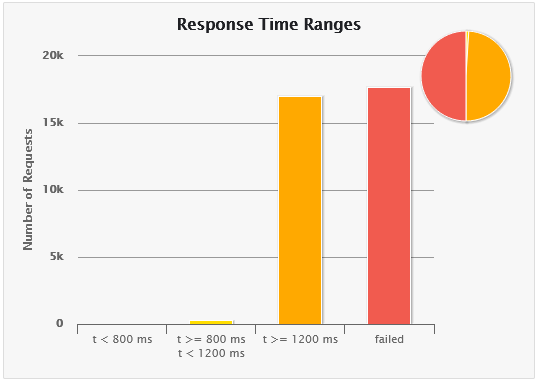 Response Time Ranges
Number of Requests
20k
15k
10k
5k
0
t < 800 ms
t >= 800 ms
t < 1200 ms
t >= 1200 ms
failed